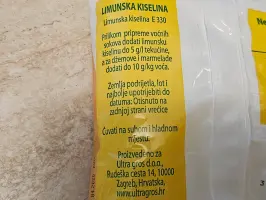 LIMUNSKA KISELINA
Limunska kiselina E 330
Prilikom pripreme voćnih
sokova dodati limunsku
kiselinu do 5 g/l tekućine,
a za džemove i marmelade
dodati do 10 g/kg voća.
Zemlja podrijetla, lot i
najbolje upotrijebiti do
datuma: Otisnuto na
zadnjoj strani vrećice
Čuvati na suhom i hladnom
mjestu.
Proizvedeno za
Ultra gros d.o.o.,
Rudeška cesta 14, 10000
Zagreb, Hrvatska,
www.ultragros.hr